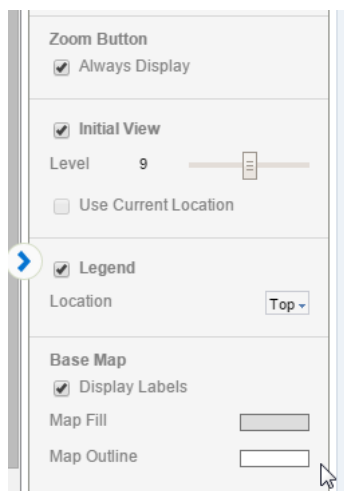 Zoom Button
Always Display
Initial View
Level 9
Use Current Location
Legend
Location Top
Base Map
Display Labels
Map Fill
Map Outline